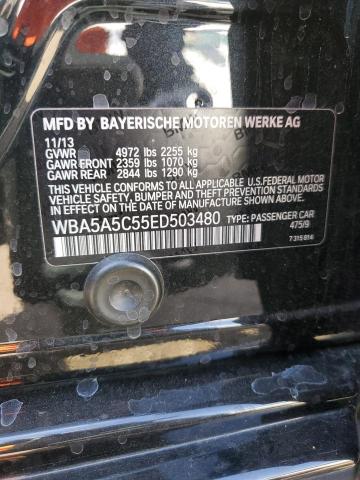 MFD BY BAYERISCHE MOTOREN WERKE AG
11/13
GVWR 4972 lbs 2255 kg
GAWR FRONT 2359 lbs 1070 kg
GAWR REAR 2844 lbs 1290 kg
THIS VEHICLE CONFORMS TO ALL APPLICABLE U.S.FEDERAL MOTOR
VEHICLE SAFETY, BUMPER AND THEFT PREVENTION STANDARDS
IN EFFECT ON THE DATE OF MANUFACTURE SHOWN ABOVE.
WBA5A5C55ED503480 TYPE: PASSENGER CAR
475/9
7 315 814